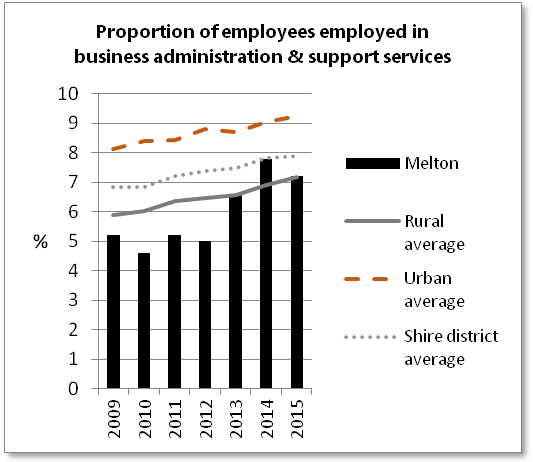 Proportion of employees employed in
business administration & support services
10
9
8
7
6
5
4
3
2
1
0
%
2009
2010
2011
2012
2013
2014
2015
Melton
Rural
average
Urban
average
Shire district
average